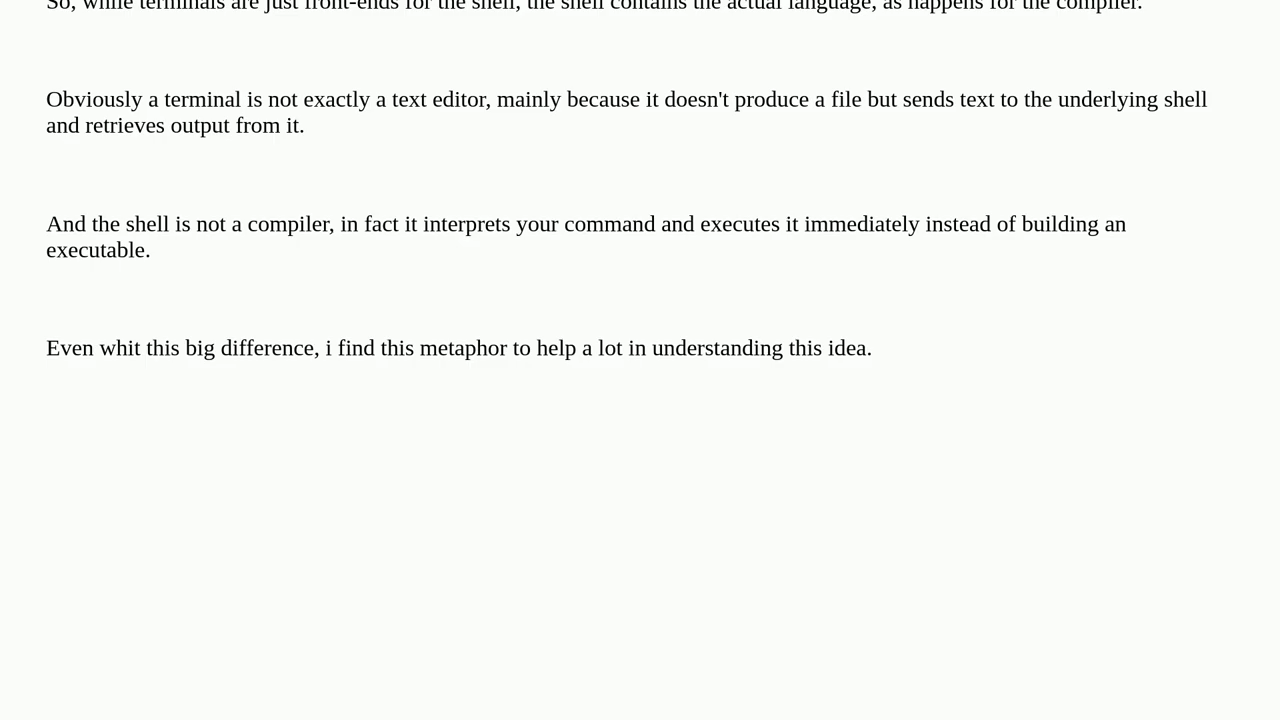 So, while terminals are just front-ends for the shell, the shell contains the actual language, as happens for the compiler.
Obviously a terminal is not exactly a text editor, mainly because it doesn't produce a file but sends text to the underlying shell
and retrieves output from it.
And the shell is not a compiler, in fact it interprets your command and executes it immediately instead of building an
executable.
Even whit this big difference, i find this metaphor to help a lot in understanding this idea.